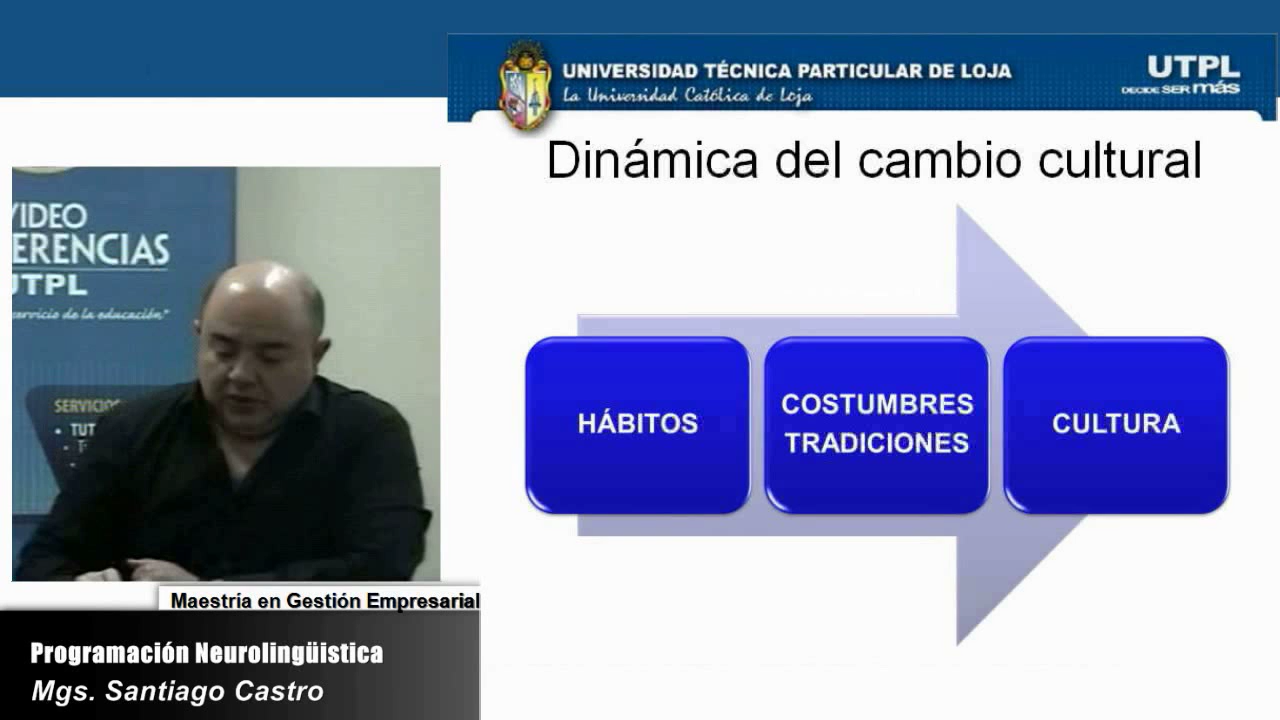 UNIVERSIDAD TÉCNICA PARTICULAR DE LOJA
La Universidad Católica de Loja
UTPL
DECIDE SER más
Dinámica del cambio cultural
HÁBITOS
COSTUMBRES
TRADICIONES
CULTURA
VIDEO
ERENCIAS
UTPL
servicio de la educación"
SERVICIOS
• TUT
Maestría en Gestión Empresarial
Programación Neurolingüistica
Mgs. Santiago Castro